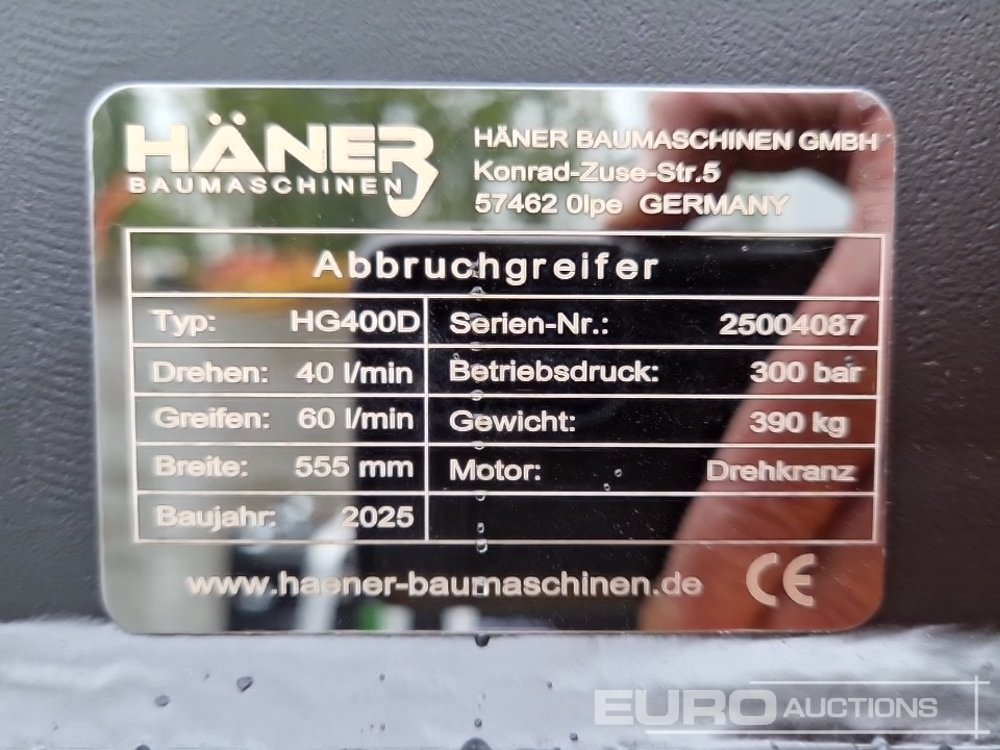 HÄNER
BAUMASCHINEN
HÄNER BAUMASCHINEN GMBH
Konrad-Zuse-Str.5
57462 Olpe GERMANY
Abbruchgreifer
Typ: HG400D Serien-Nr.: 25004087
Drehen: 40 l/min Betriebsdruck: 300 bar
Greifen: 60 l/min Gewicht: 390 kg
Breite: 555 mm Motor: Drehkranz
Baujahr: 2025
www.haener-baumaschinen.de CE
EURO AUCTIONS